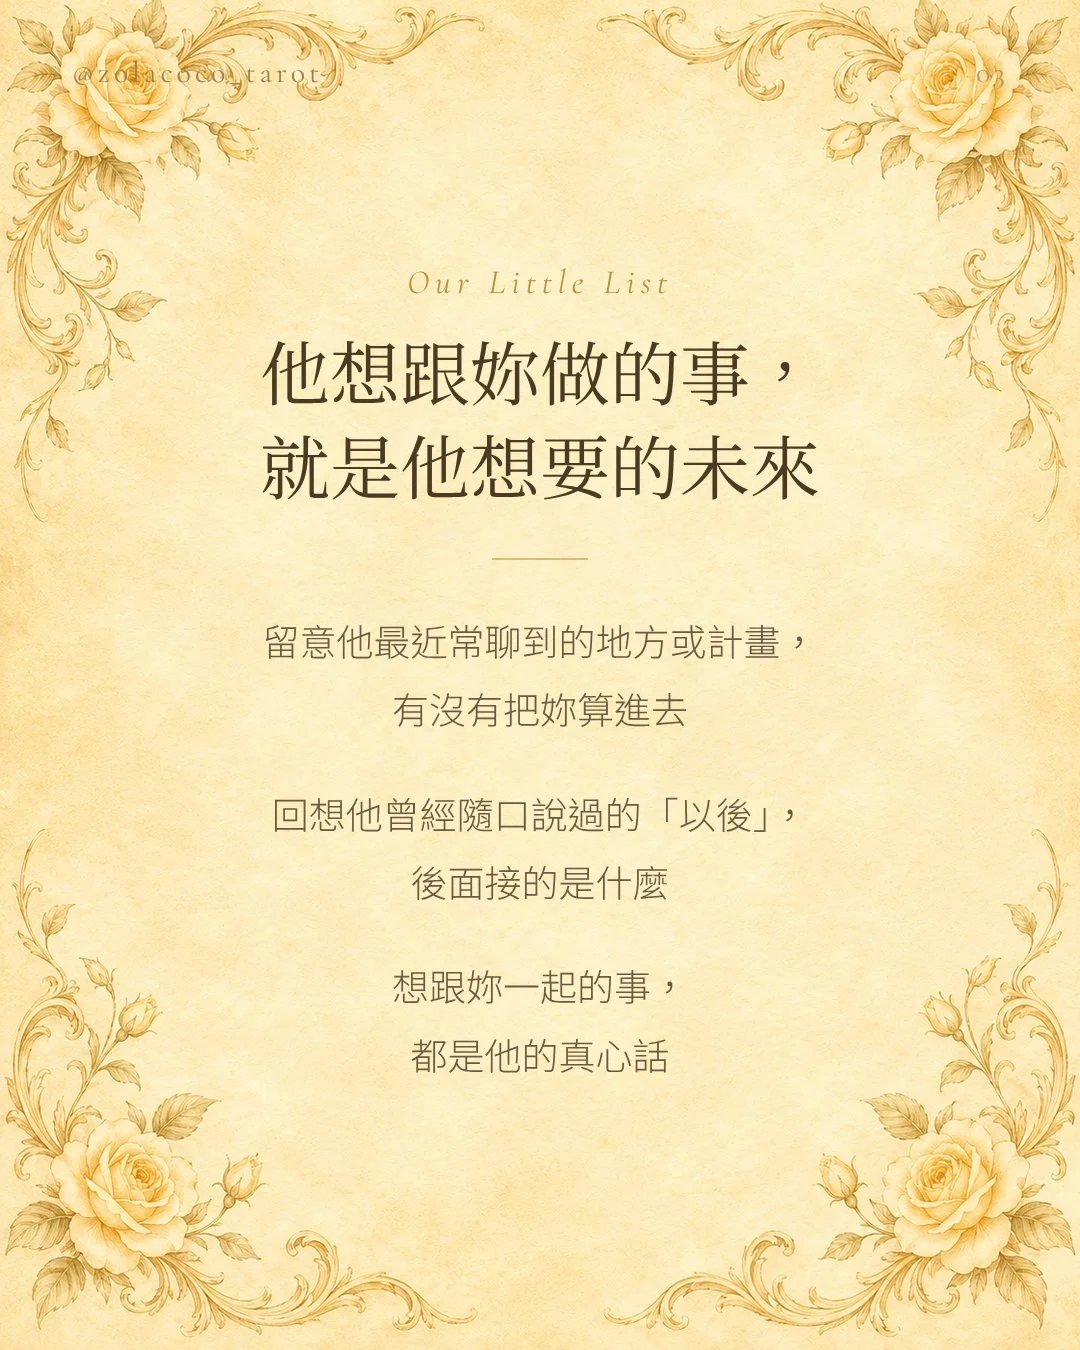 @zolacoco_tarot
03
Our Little List
他想跟妳做的事，
就是他想要的未來
留意他最近常聊到的地方或計畫，
有沒有把妳算進去
回想他曾經隨口說過的「以後」，
後面接的是什麼
想跟妳一起的事，
都是他的真心話